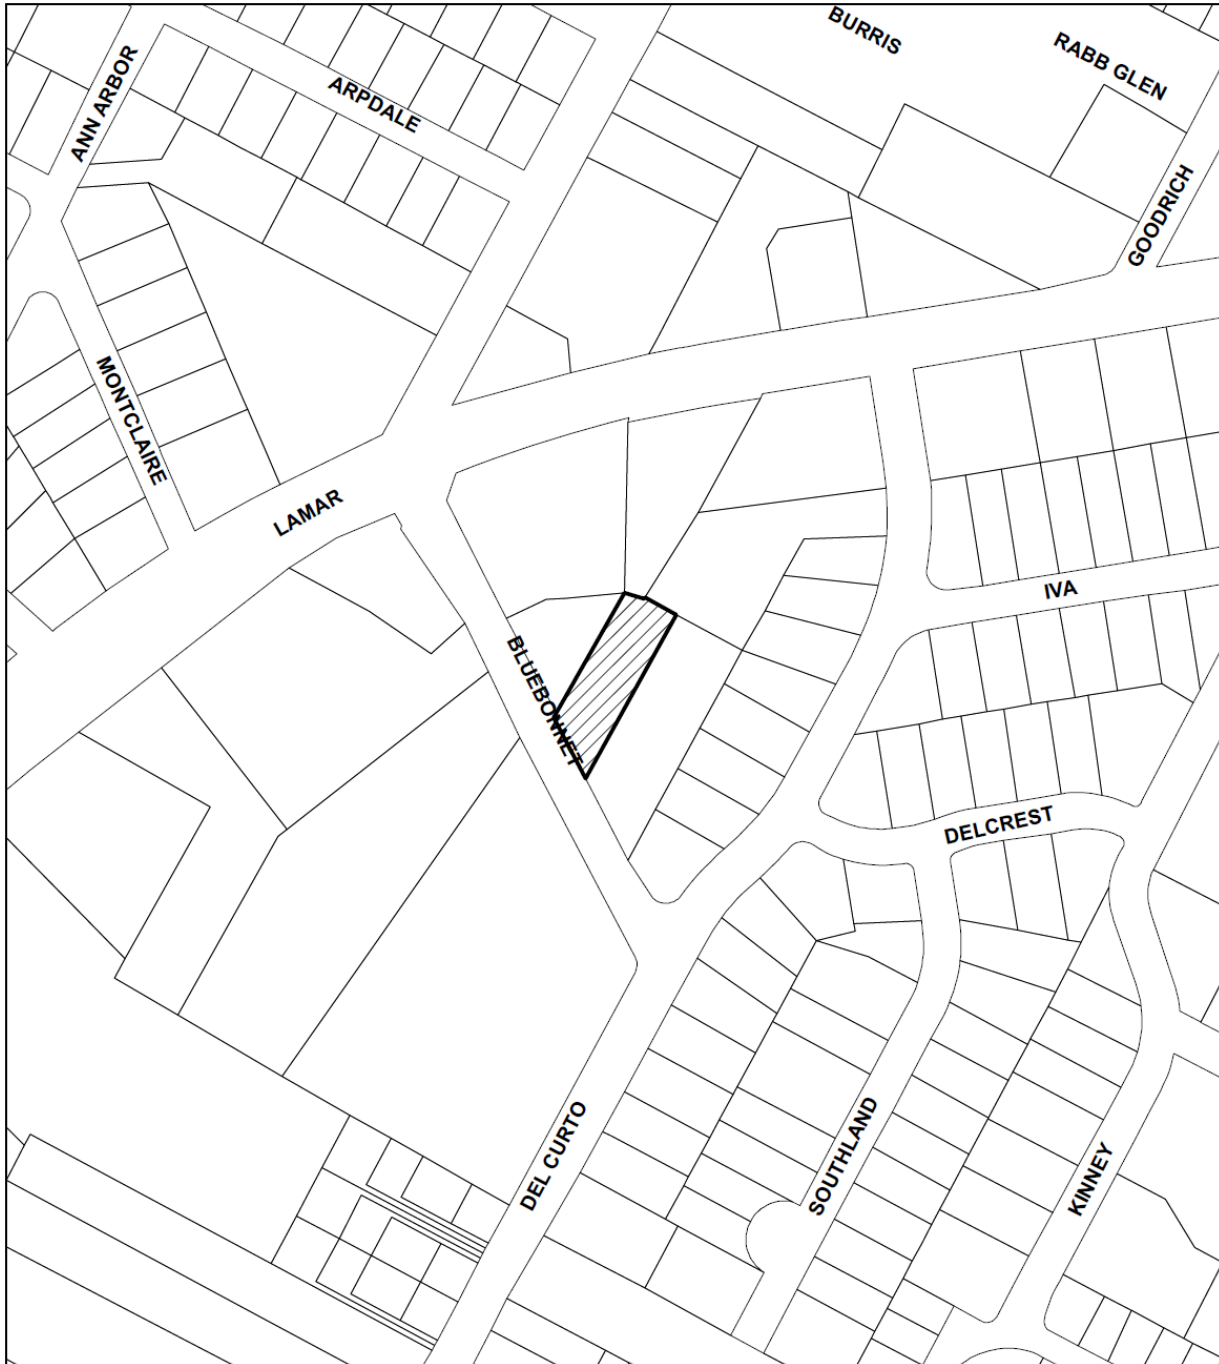 BURRIS
RABB GLEN
ANN ARBOR
ARPDALE
GOODRICH
MONTCLAIRE
LAMAR
IVA
BLUEBONNET
DELCREST
DEL CURTO
SOUTHLAND
KINNEY